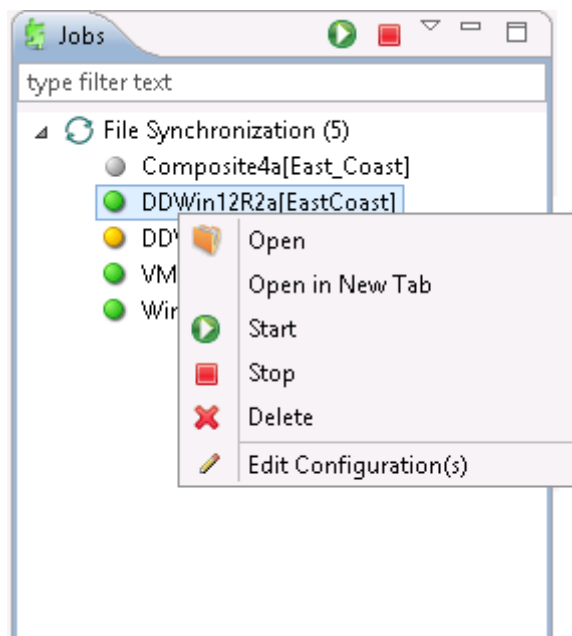 Jobs
type filter text
File Synchronization (5)
Composite4a[East_Coast]
DDWin12R2a[EastCoast]
Open
Open in New Tab
Start
Stop
Delete
Edit Configuration(s)